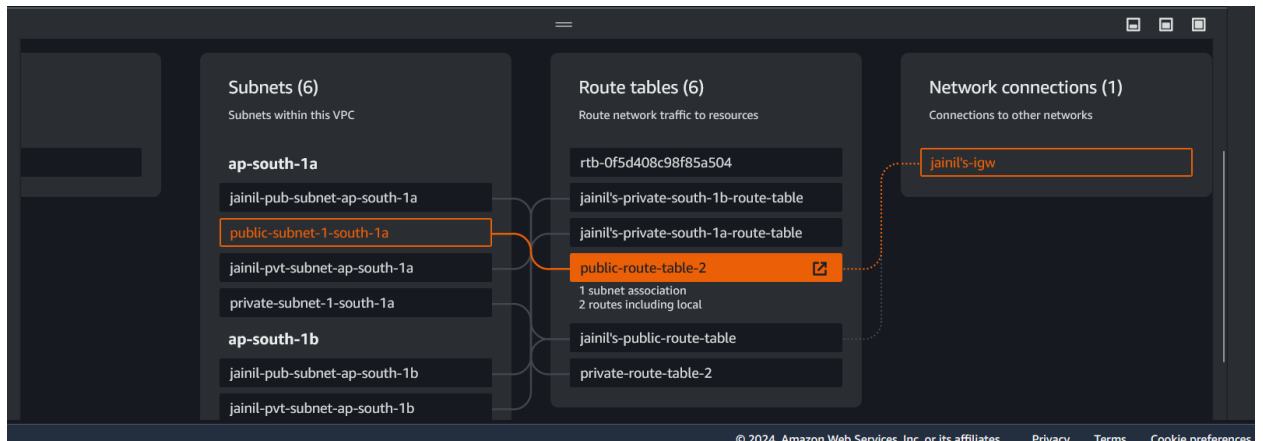 Subnets (6)
Subnets within this VPC
ap-south-1a
jainil-pub-subnet-ap-south-1a
public-subnet-1-south-1a
jainil-pvt-subnet-ap-south-1a
private-subnet-1-south-1a
ap-south-1b
jainil-pub-subnet-ap-south-1b
jainil-pvt-subnet-ap-south-1b
Route tables (6)
Route network traffic to resources
rtb-0f5d408c98f85a504
jainil's-private-south-1b-route-table
jainil's-private-south-1a-route-table
public-route-table-2
1 subnet association
2 routes including local
jainil's-public-route-table
private-route-table-2
Network connections (1)
Connections to other networks
jainil's-igw
© 2024, Amazon Web Services, Inc. or its affiliates. Privacy Terms Cookie preferences